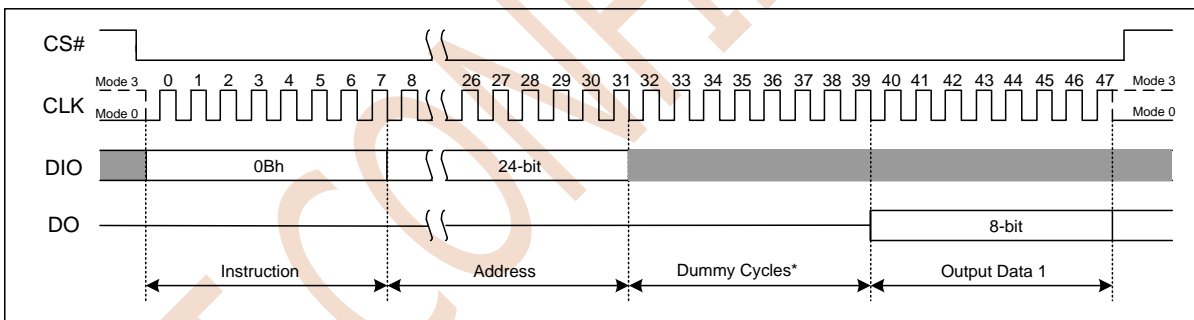 CS#
Mode 3 0 1 2 3 4 5 6 7 8 26 27 28 29 30 31 32 33 34 35 36 37 38 39 40 41 42 43 44 45 46 47 Mode 3
CLK
Mode 0 Mode 0
DIO 0Bh 24-bit
DO 8-bit
Instruction Address Dummy Cycles* Output Data 1